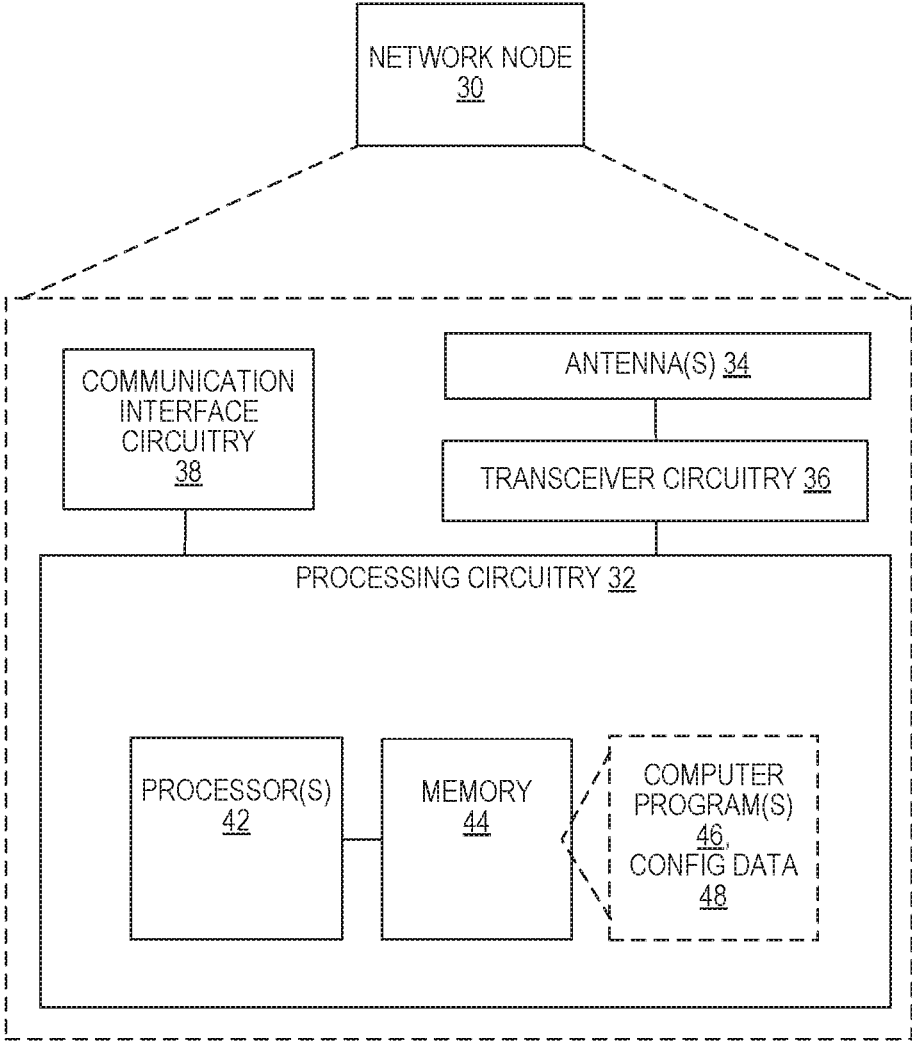 NETWORK NODE
30
COMMUNICATION
INTERFACE
CIRCUITRY
38
ANTENNA(S) 34
TRANSCEIVER CIRCUITRY 36
PROCESSING CIRCUITRY 32
PROCESSOR(S)
42
MEMORY
44
COMPUTER
PROGRAM(S)
46,
CONFIG DATA
48